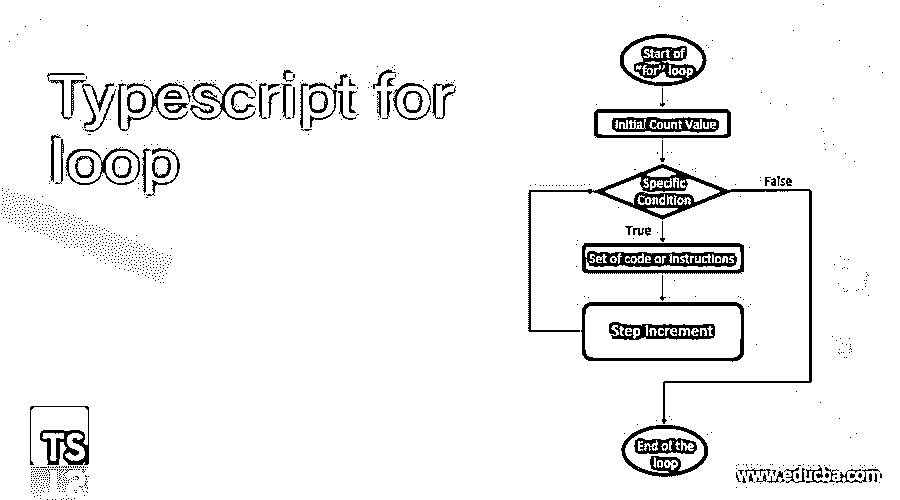 Typescript for
loop
Start of
"for" loop
Initial Count Value
Specific
Condition
False
True
Set of code or instructions
Step Increment
End of the
loop
TS
www.educba.com